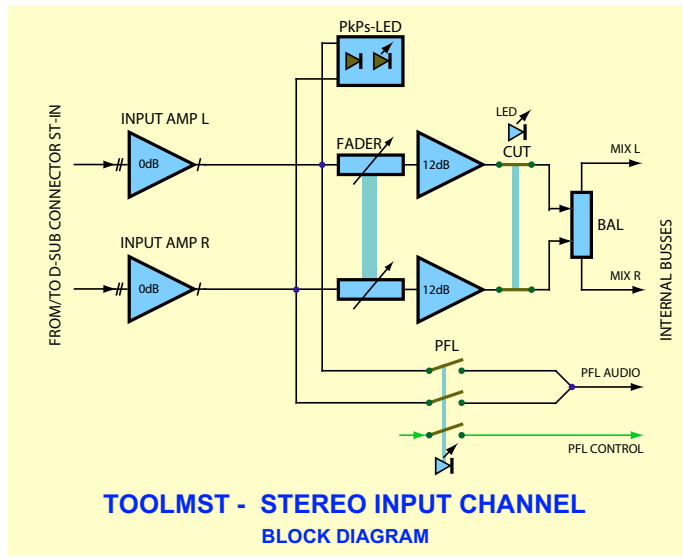 PkPs-LED
INPUT AMP L
0dB
FADER
12dB
LED
CUT
MIX L
BAL
INPUT AMP R
0dB
12dB
MIX R
FROM/TO D-SUB CONNECTOR ST-IN
INTERNAL BUSSES
PFL
PFL AUDIO
PFL CONTROL
TOOLMST - STEREO INPUT CHANNEL
BLOCK DIAGRAM